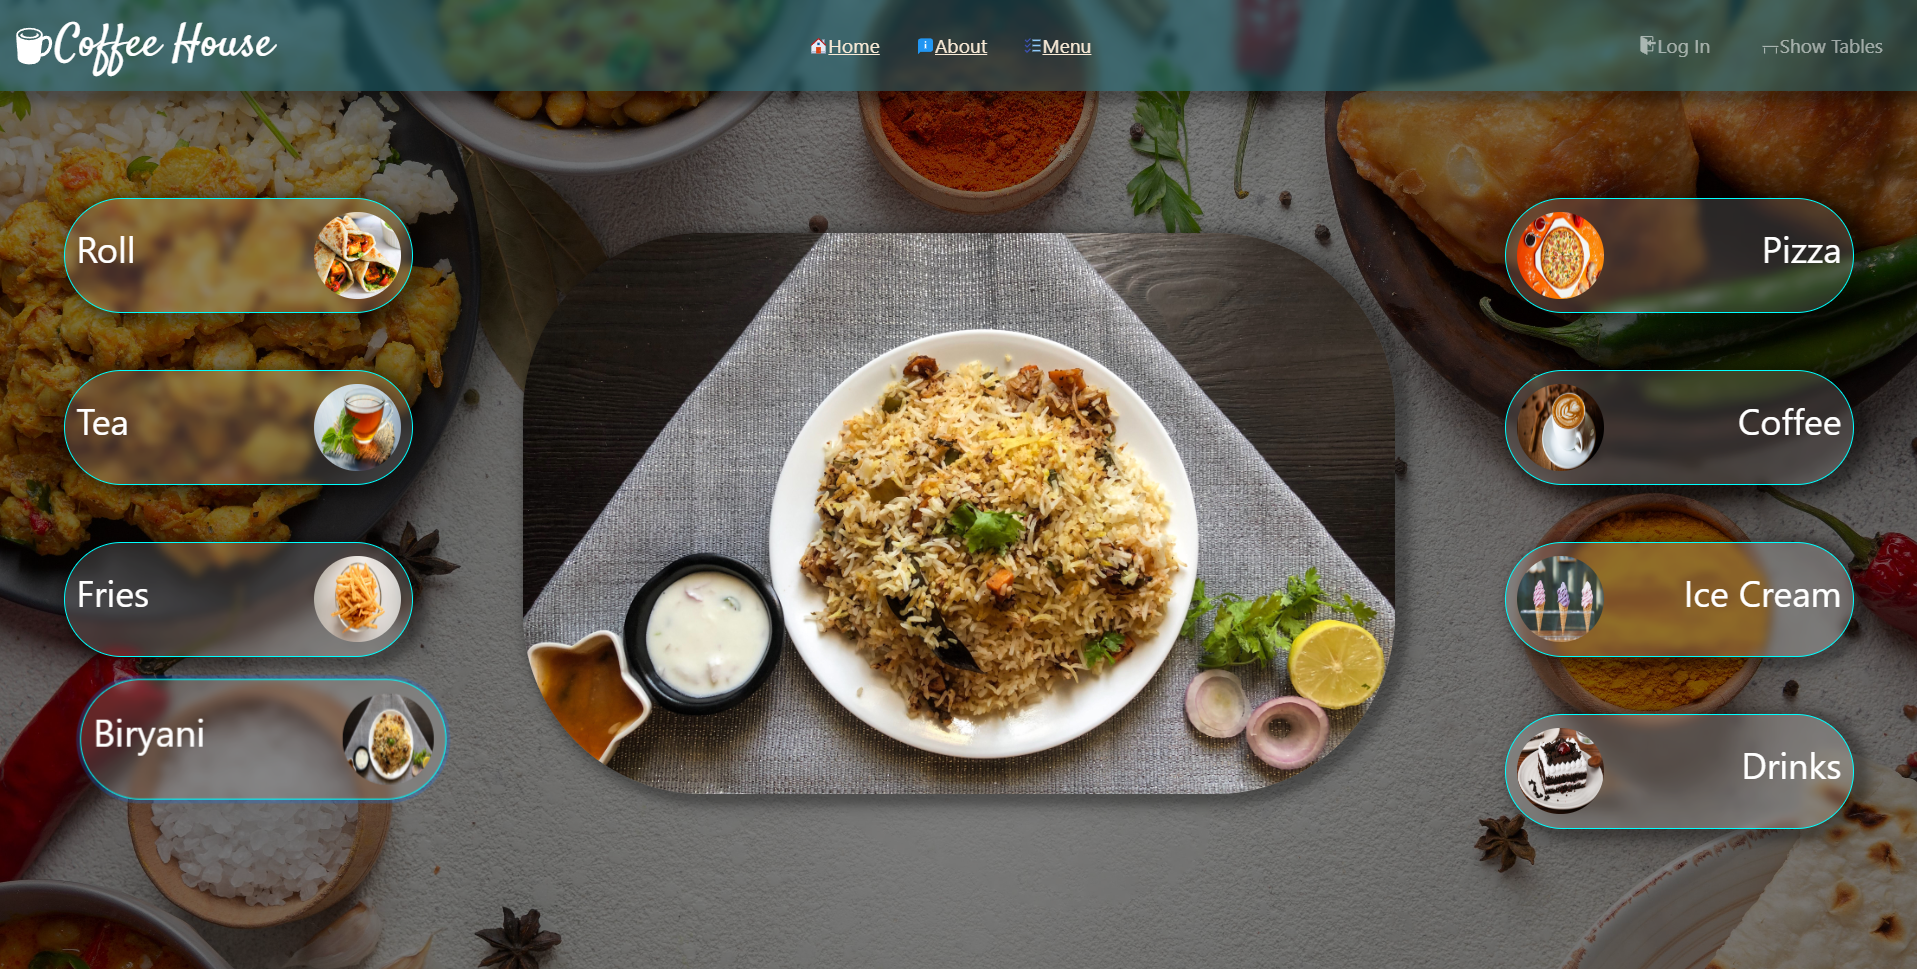 Coffee House
Home
About
Menu
Log In
Show Tables
Roll
Tea
Fries
Biryani
Pizza
Coffee
Ice Cream
Drinks